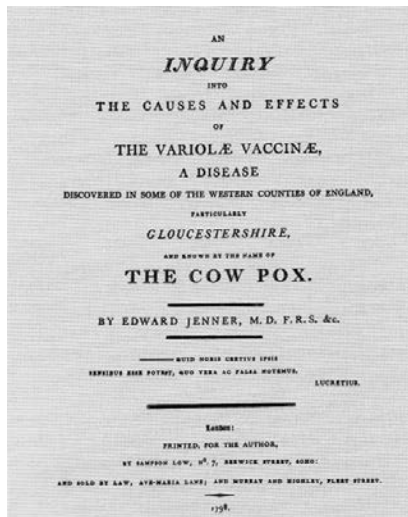 AN
INQUIRY
INTO
THE CAUSES AND EFFECTS
OF
THE VARIOLÆ VACCINÆ,
A DISEASE
DISCOVERED IN SOME OF THE WESTERN COUNTIES OF ENGLAND,
PARTICULARLY
GLOUCESTERSHIRE,
AND KNOWN BY THE NAME OF
THE COW POX.
BY EDWARD JENNER, M.D. F.R.S. &c.
QUID NOBIS CERTIUS IPSIS
SENSIBUS ESSE POTEST, QUO VERA AC FALSA NOTEMUS.
LUCRETIUS.
London:
PRINTED, FOR THE AUTHOR,
BY SAMPSON LOW, Nº. 7, BERWICK STREET, SOHO:
AND SOLD BY LAW, AVE-MARIA LANE; AND MURRAY AND HIGHLEY, FLEET STREET.
1798.